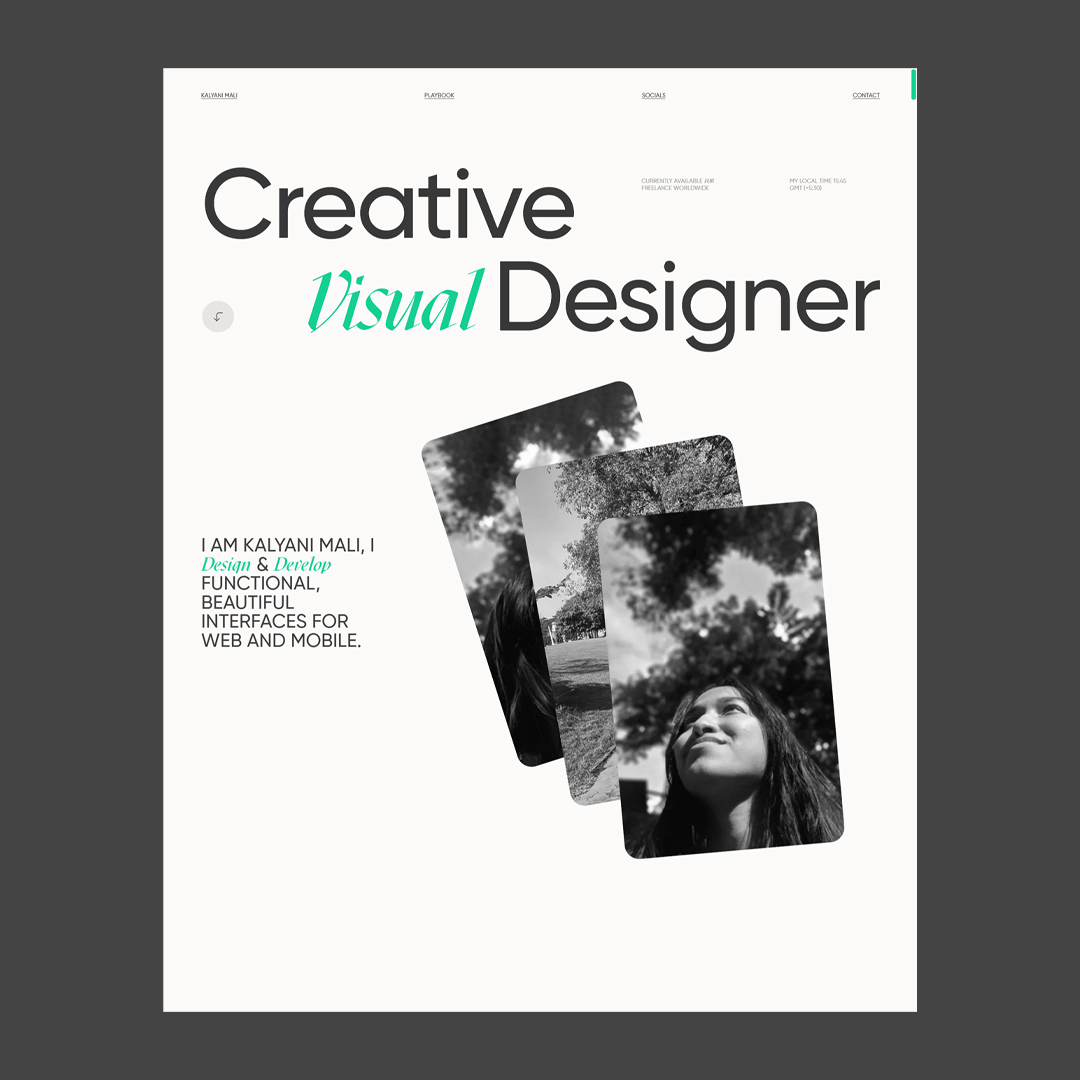 KALYANI MALI
PLAYBOOK
SOCIALS
CONTACT
Creative
CURRENTLY AVAILABLE FOR
FREELANCE WORLDWIDE
MY LOCAL TIME 15:45
GMT (+5:30)
Visual Designer
I AM KALYANI MALI, I
Design & Develop
FUNCTIONAL,
BEAUTIFUL
INTERFACES FOR
WEB AND MOBILE.